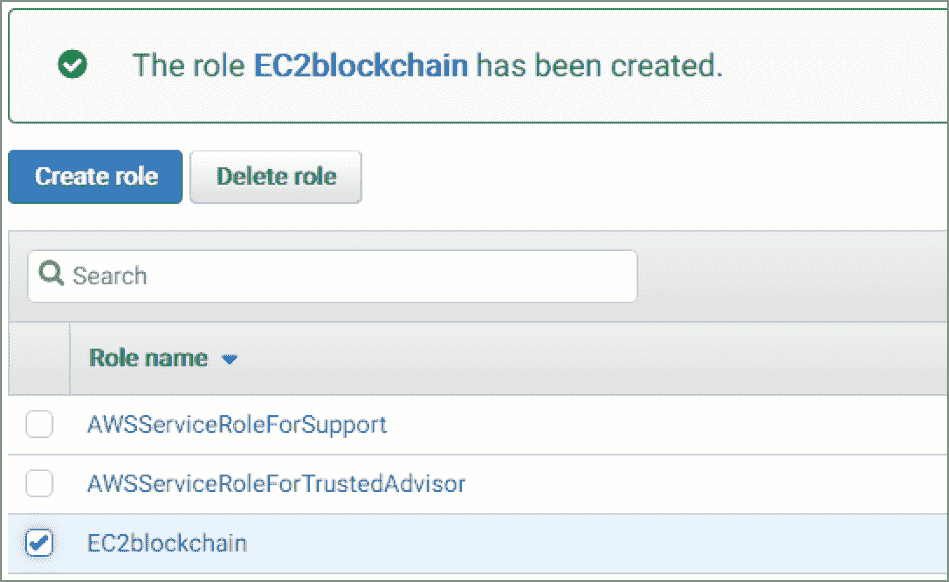 The role EC2blockchain has been created.
Create role Delete role
Search
Role name
AWSServiceRoleForSupport
AWSServiceRoleForTrustedAdvisor
EC2blockchain